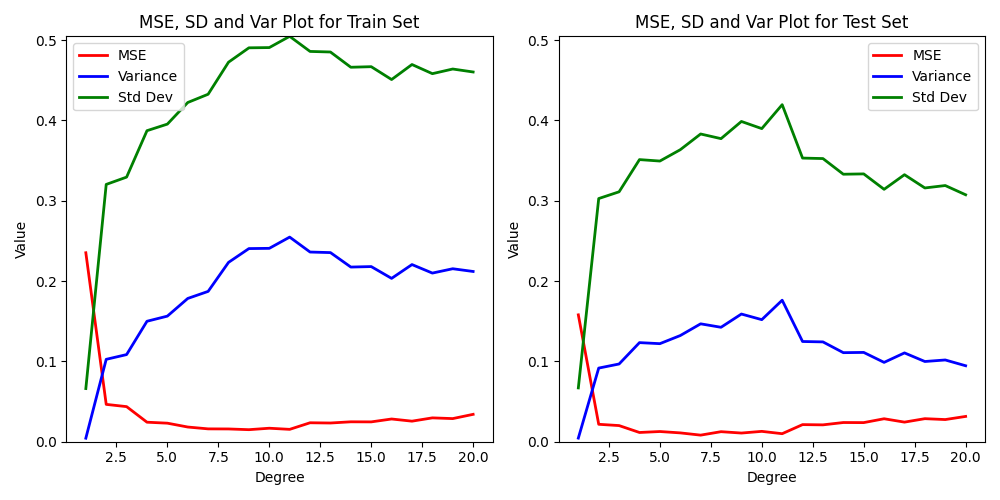 MSE, SD and Var Plot for Train Set
0.5
0.4
0.3
0.2
0.1
0.0
Value
MSE
Variance
Std Dev
2.5 5.0 7.5 10.0 12.5 15.0 17.5 20.0
Degree
MSE, SD and Var Plot for Test Set
0.5
0.4
0.3
0.2
0.1
0.0
Value
MSE
Variance
Std Dev
2.5 5.0 7.5 10.0 12.5 15.0 17.5 20.0
Degree